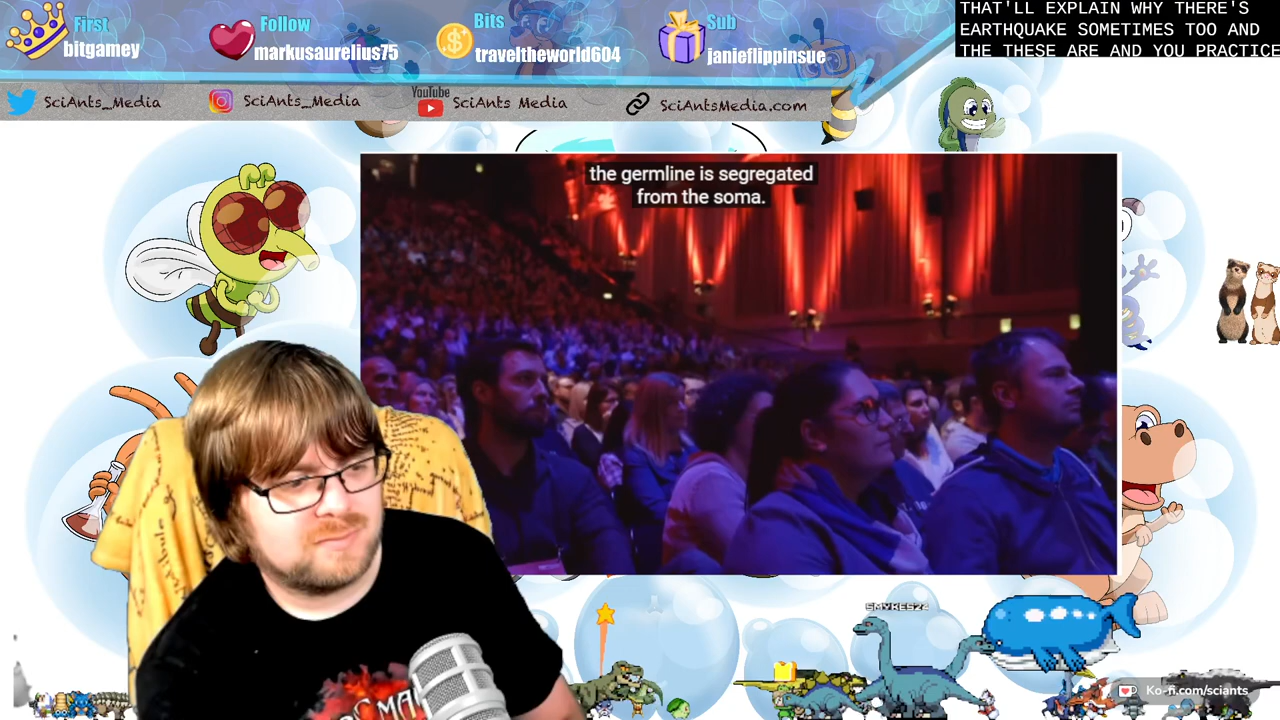 First
bitgamey
Follow
markusaurelius75
Bits
traveltheworld604
Sub
janieflippinsue
THAT'LL EXPLAIN WHY THERE'S
EARTHQUAKE SOMETIMES TOO AND
THE THESE ARE AND YOU PRACTICE
SciAnts_Media
SciAnts_Media
YouTube
SciAnts Media
SciAntsMedia.com
the germline is segregated
from the soma.
SMYKES24
Ko-fi.com/sciants